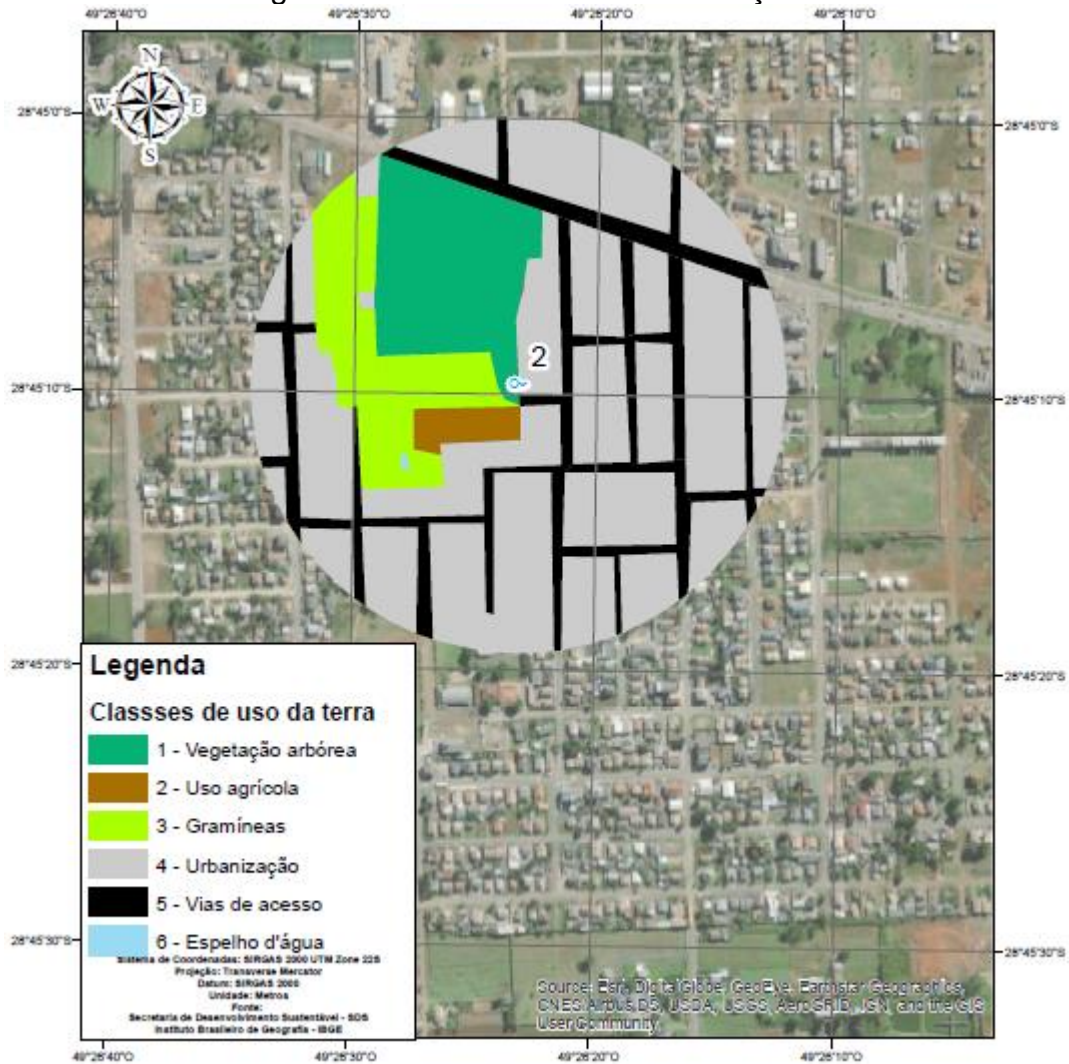 49°26'40"O 49°26'30"O 49°26'20"O 49°26'10"O
N
W E
S
28°45'0"S 28°45'0"S
2
28°45'10"S 28°45'10"S
28°45'20"S 28°45'20"S
Legenda
Classses de uso da terra
1 - Vegetação arbórea
2 - Uso agrícola
3 - Gramíneas
4 - Urbanização
5 - Vias de acesso
6 - Espelho d'água
28°45'30"S 28°45'30"S
Sistema de Coordenadas: SIRGAS 2000 UTM Zone 22S
Projeção: Transverse Mercator
Datum: SIRGAS 2000
Unidade: Metros
Fonte:
Secretaria de Desenvolvimento Sustentável - SDS
Instituto Brasileiro de Geografia - IBGE
Source: Esri, DigitalGlobe, GeoEye, Earthstar Geographics,
CNES/Airbus DS, USDA, USGS, AeroGRID, IGN, and the GIS
User Community
49°26'40"O 49°26'30"O 49°26'20"O 49°26'10"O